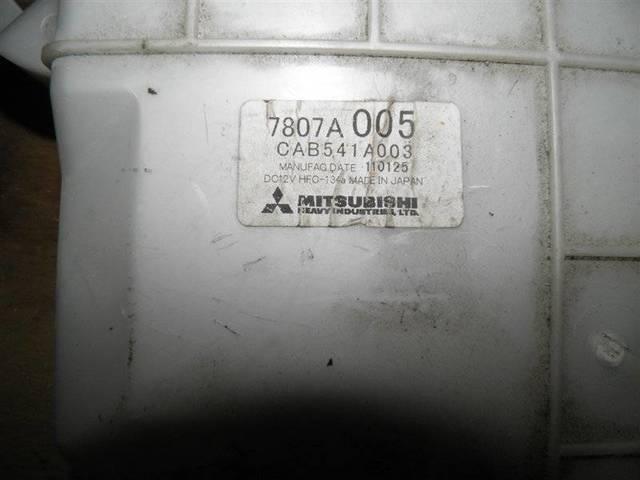 7807A 005
CAB541A003
MANUFAC.DATE 110125
DC12V HFC-134a MADE IN JAPAN
MITSUBISHI
HEAVY INDUSTRIES, LTD.